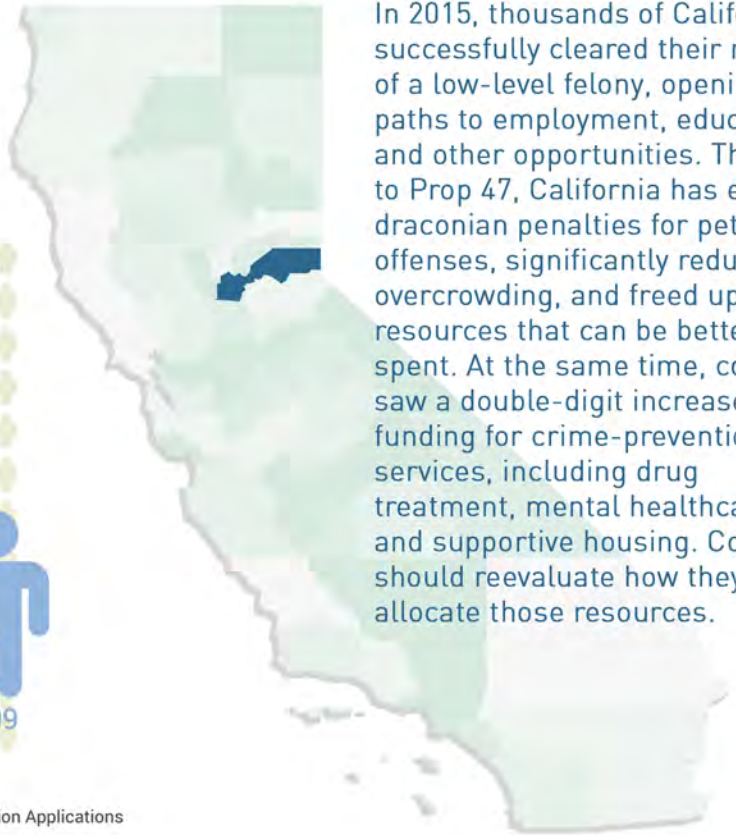 In 2015, thousands of Calif
successfully cleared their
of a low-level felony, openi
paths to employment, educ
and other opportunities. Th
to Prop 47, California has e
draconian penalties for pet
offenses, significantly redu
overcrowding, and freed up
resources that can be bette
spent. At the same time, co
saw a double-digit increase
funding for crime-preventio
services, including drug
treatment, mental healthca
and supportive housing. Co
should reevaluate how they
allocate those resources.
09
ion Applications